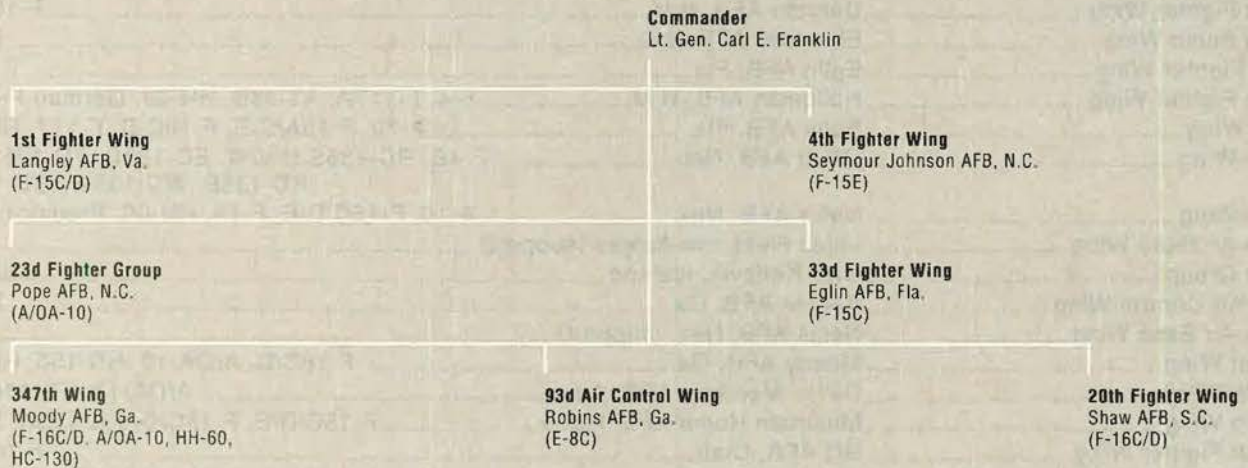 Commander
Lt. Gen. Carl E. Franklin
1st Fighter Wing
Langley AFB, Va.
(F-15C/D)
4th Fighter Wing
Seymour Johnson AFB, N.C.
(F-15E)
23d Fighter Group
Pope AFB, N.C.
(A/OA-10)
33d Fighter Wing
Eglin AFB, Fla.
(F-15C)
347th Wing
Moody AFB, Ga.
(F-16C/D, A/OA-10, HH-60,
HC-130)
93d Air Control Wing
Robins AFB, Ga.
(E-8C)
20th Fighter Wing
Shaw AFB, S.C.
(F-16C/D)